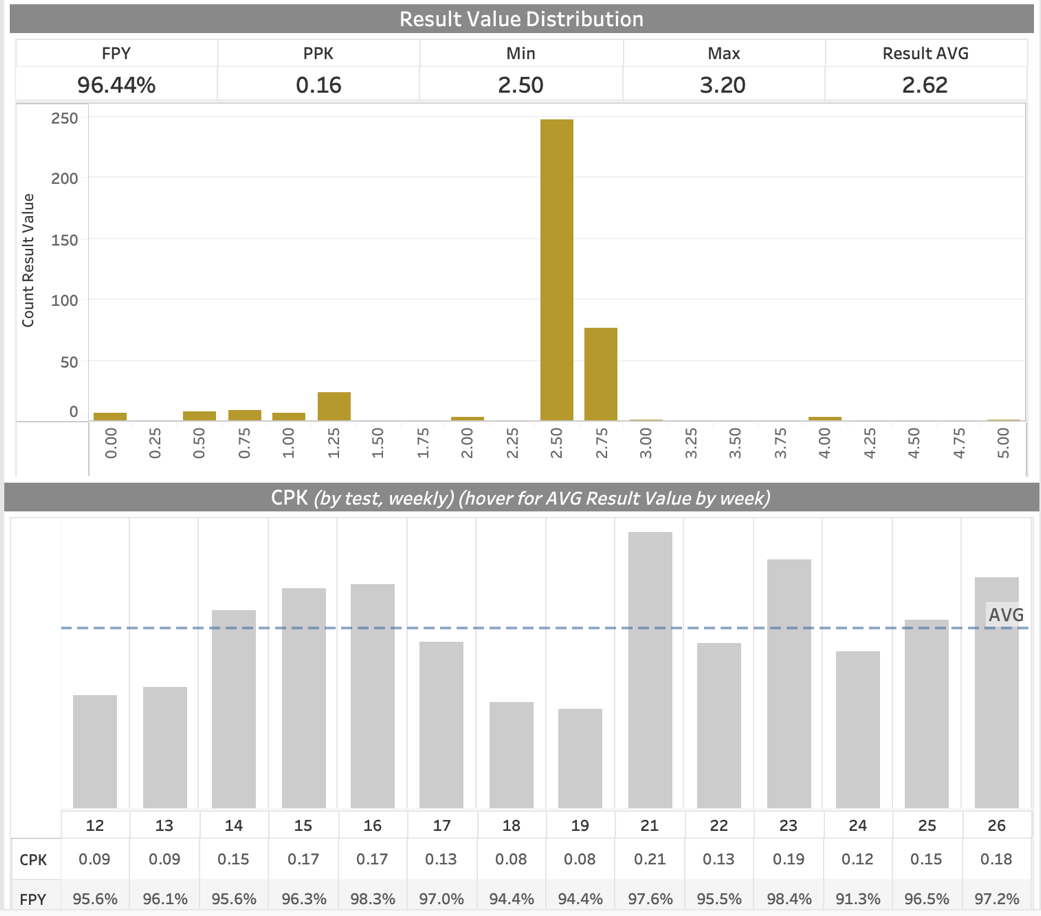 Result Value Distribution
FPY PPK Min Max Result AVG
96.44% 0.16 2.50 3.20 2.62
250
200
150
100
50
0
Count Result Value
0.00 0.25 0.50 0.75 1.00 1.25 1.50 1.75 2.00 2.25 2.50 2.75 3.00 3.25 3.50 3.75 4.00 4.25 4.50 4.75 5.00
CPK (by test, weekly) (hover for AVG Result Value by week)
AVG
12 13 14 15 16 17 18 19 21 22 23 24 25 26
CPK 0.09 0.09 0.15 0.17 0.17 0.13 0.08 0.08 0.21 0.13 0.19 0.12 0.15 0.18
FPY 95.6% 96.1% 95.6% 96.3% 98.3% 97.0% 94.4% 94.4% 97.6% 95.5% 98.4% 91.3% 96.5% 97.2%